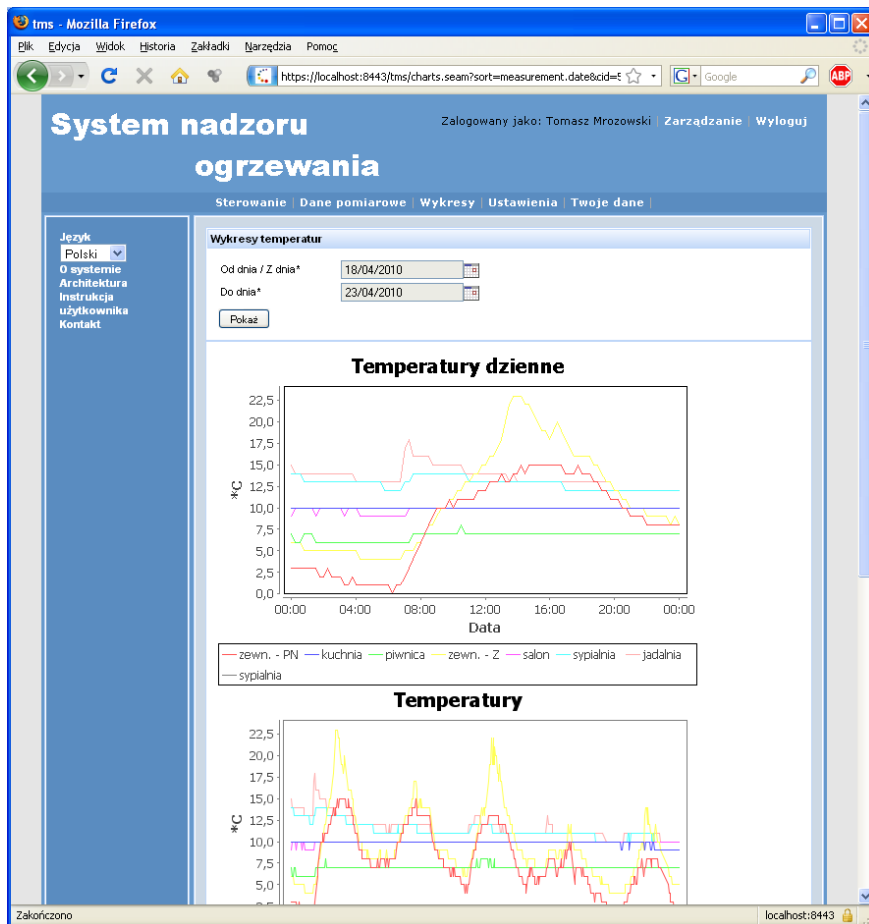 tms - Mozilla Firefox
Plik Edycja Widok Historia Zakładki Narzędzia Pomoc
https://localhost:8443/tms/charts.seam?sort=measurement.date&cid=5
G Google
ABP
System nadzoru
ogrzewania
Zalogowany jako: Tomasz Mrozowski | Zarządzanie | Wyloguj
Sterowanie | Dane pomiarowe | Wykresy | Ustawienia | Twoje dane |
Język
Polski
O systemie
Architektura
Instrukcja
użytkownika
Kontakt
Wykresy temperatur
Od dnia / Z dnia* 18/04/2010
Do dnia* 23/04/2010
Pokaż
Temperatury dzienne
22,5
20,0
17,5
15,0
12,5
10,0
7,5
5,0
2,5
0,0
*C
00:00 04:00 08:00 12:00 16:00 20:00 00:00
Data
zewn. - PN kuchnia piwnica zewn. - Z salon sypialnia jadalnia
sypialnia
Temperatury
22,5
20,0
17,5
15,0
12,5
10,0
7,5
5,0
*C
Zakończono
localhost:8443